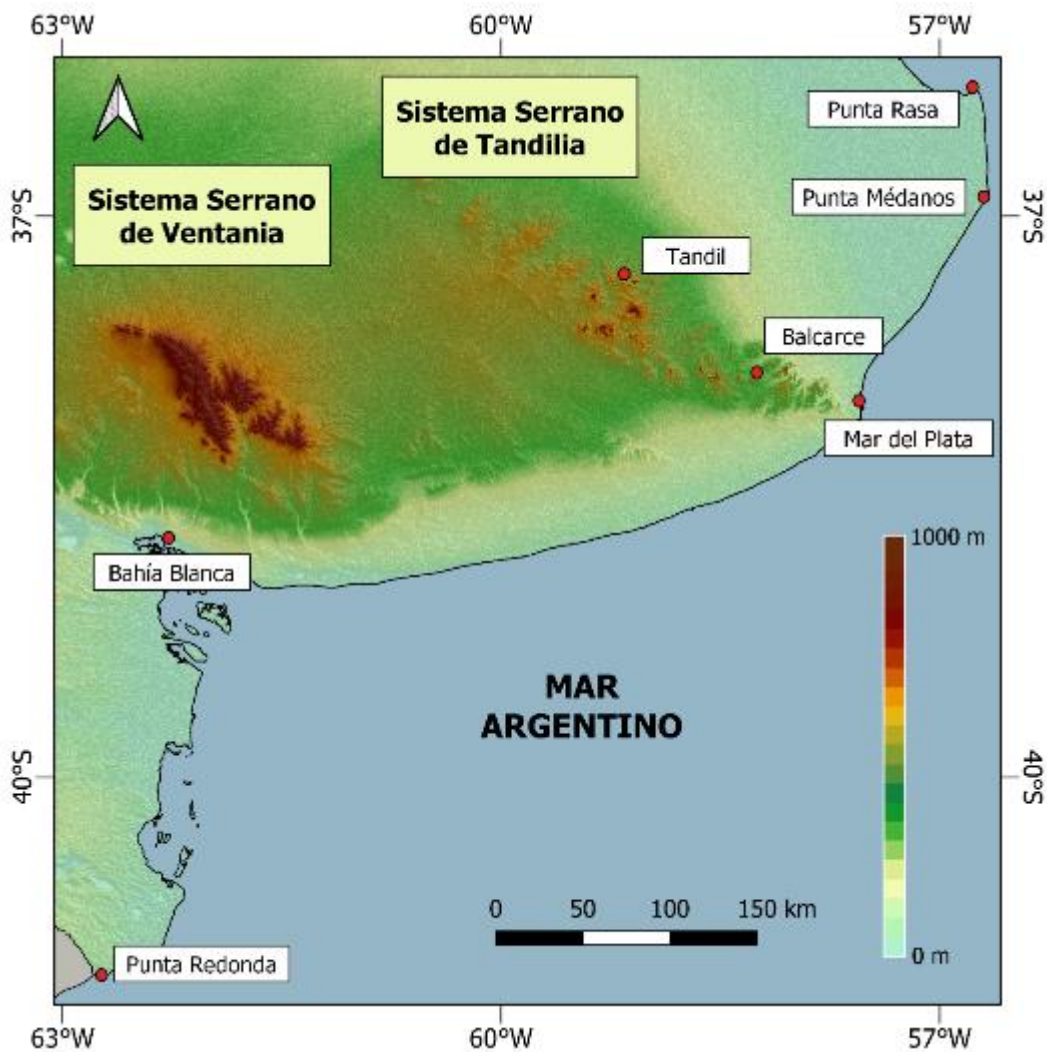 63°W
60°W
57°W
Sistema Serrano
de Tandilia
Punta Rasa
Sistema Serrano
de Ventania
Punta Médanos
37°S
37°S
Tandil
Balcarce
Mar del Plata
1000 m
Bahía Blanca
MAR
ARGENTINO
40°S
40°S
0 50 100 150 km
0 m
Punta Redonda
63°W
60°W
57°W